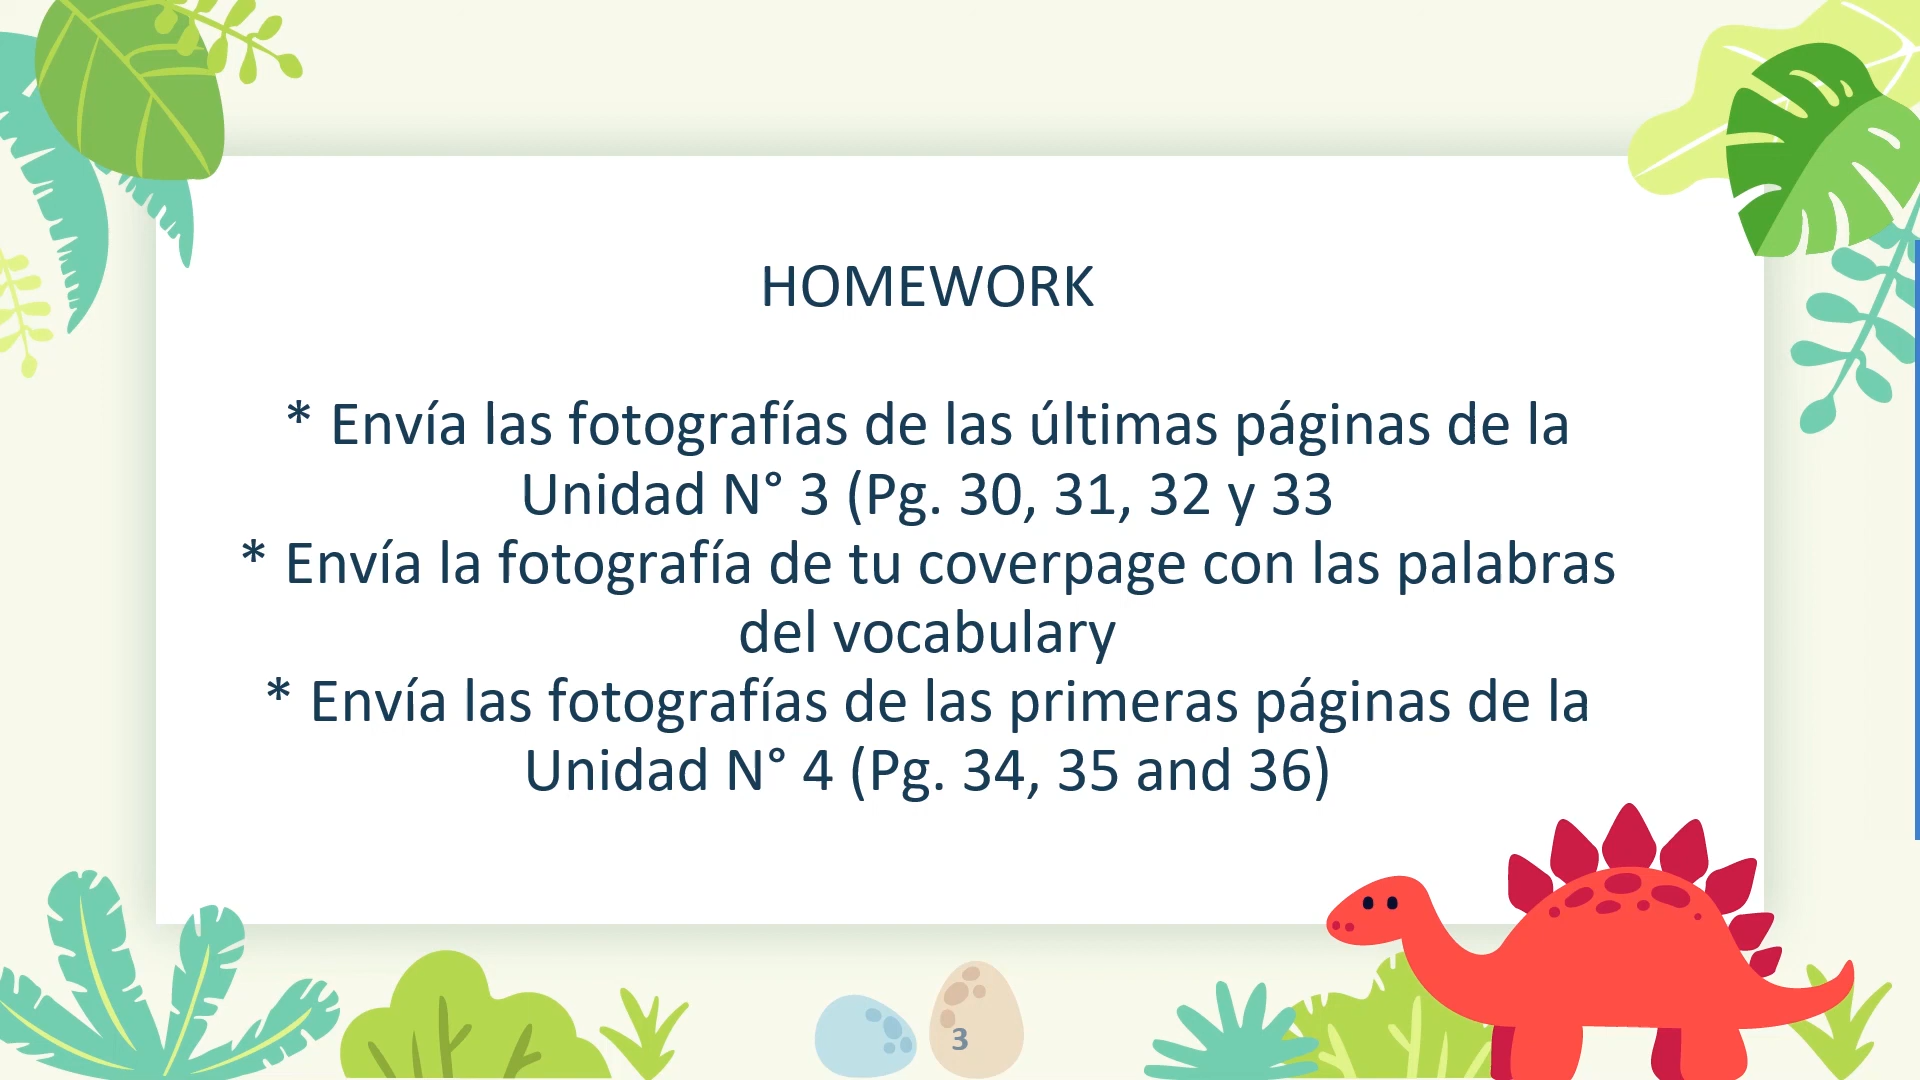 HOMEWORK
* Envía las fotografías de las últimas páginas de la
Unidad N° 3 (Pg. 30, 31, 32 y 33
* Envía la fotografía de tu coverpage con las palabras
del vocabulary
* Envía las fotografías de las primeras páginas de la
Unidad N° 4 (Pg. 34, 35 and 36)
3